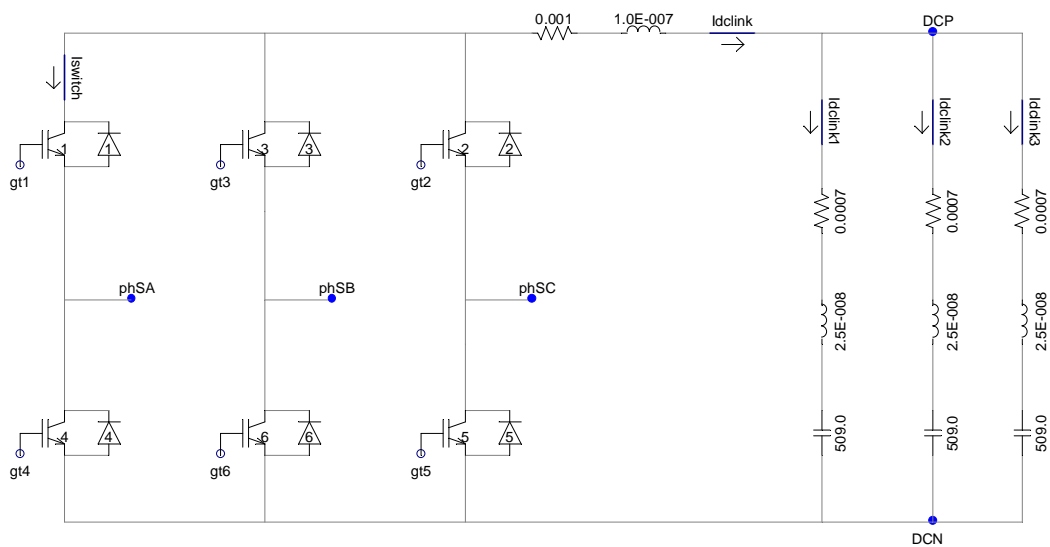 0.001
1.0E-007
Idclink
DCP
Iswitch
Idclink1
Idclink2
Idclink3
1
1
3
3
2
2
gt1
gt3
gt2
0.0007
0.0007
0.0007
phSA
phSB
phSC
2.5E-008
2.5E-008
2.5E-008
4
4
6
6
5
5
gt4
gt6
gt5
509.0
509.0
509.0
DCN